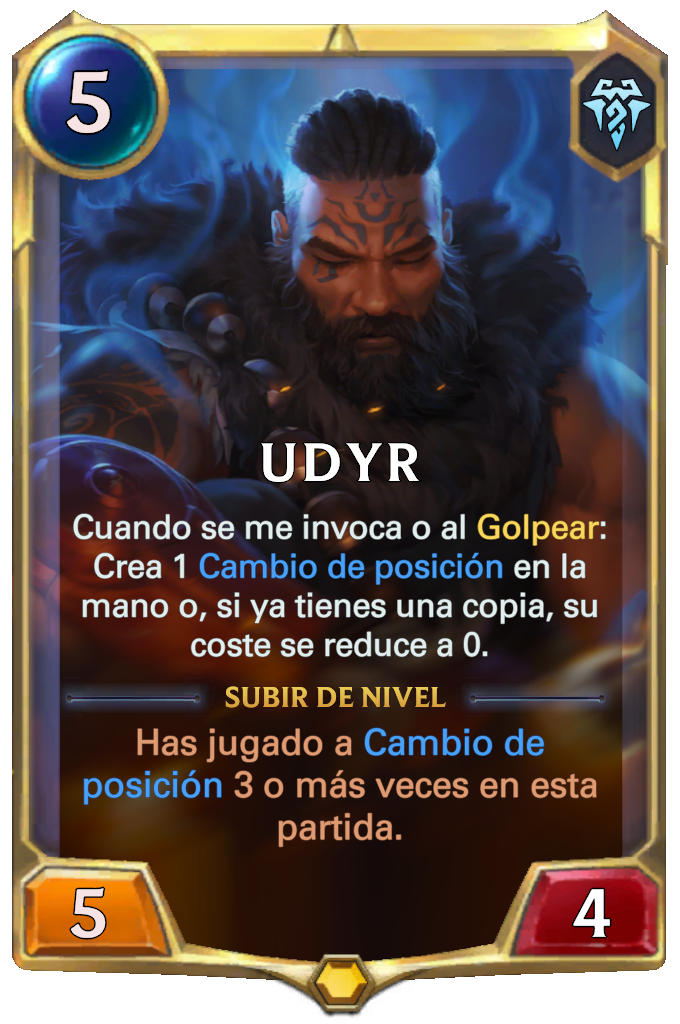 5
UDYR
Cuando se me invoca o al Golpear:
Crea 1 Cambio de posición en la
mano o, si ya tienes una copia, su
coste se reduce a 0.
SUBIR DE NIVEL
Has jugado a Cambio de
posición 3 o más veces en esta
partida.
5
4